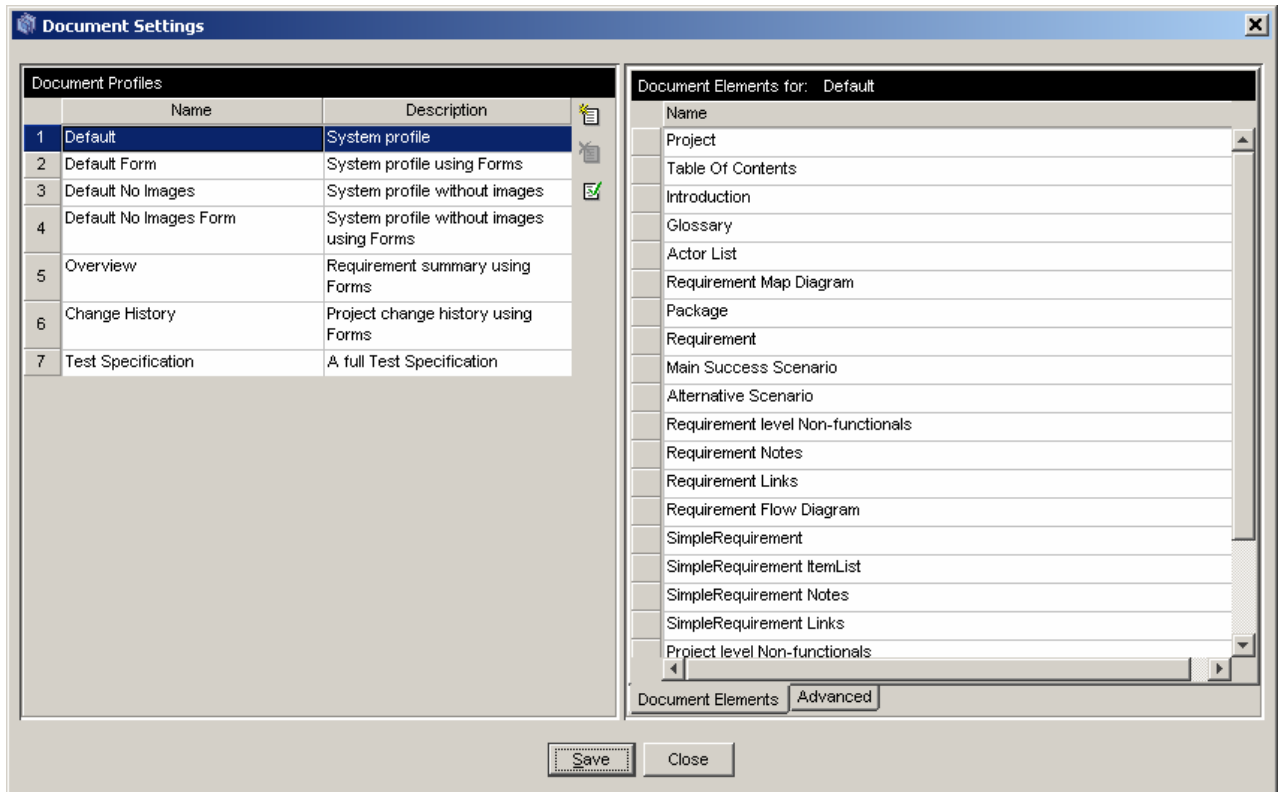 Document Settings
Document Profiles
Name Description
1 Default System profile
2 Default Form System profile using Forms
3 Default No Images System profile without images
4 Default No Images Form System profile without images
using Forms
5 Overview Requirement summary using
Forms
6 Change History Project change history using
Forms
7 Test Specification A full Test Specification
Document Elements for: Default
Name
Project
Table Of Contents
Introduction
Glossary
Actor List
Requirement Map Diagram
Package
Requirement
Main Success Scenario
Alternative Scenario
Requirement level Non-functionals
Requirement Notes
Requirement Links
Requirement Flow Diagram
SimpleRequirement
SimpleRequirement ItemList
SimpleRequirement Notes
SimpleRequirement Links
Project level Non-functionals
Document Elements Advanced
Save Close